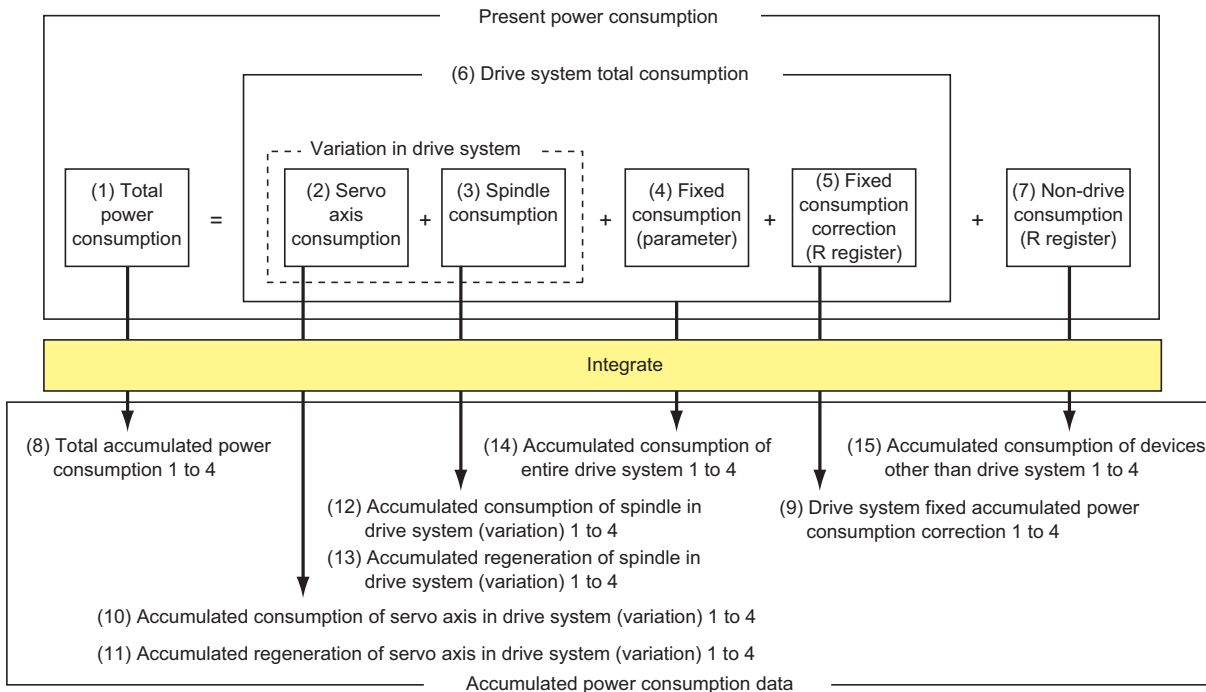 Present power consumption
(6) Drive system total consumption
Variation in drive system
(1) Total
power
consumption
=
(2) Servo
axis
consumption
+
(3) Spindle
consumption
+
(4) Fixed
consumption
(parameter)
+
(5) Fixed
consumption
correction
(R register)
+
(7) Non-drive
consumption
(R register)
Integrate
(8) Total accumulated power
consumption 1 to 4
(14) Accumulated consumption of
entire drive system 1 to 4
(15) Accumulated consumption of devices
other than drive system 1 to 4
(12) Accumulated consumption of spindle in
drive system (variation) 1 to 4
(9) Drive system fixed accumulated power
consumption correction 1 to 4
(13) Accumulated regeneration of spindle in
drive system (variation) 1 to 4
(10) Accumulated consumption of servo axis in drive system (variation) 1 to 4
(11) Accumulated regeneration of servo axis in drive system (variation) 1 to 4
Accumulated power consumption data